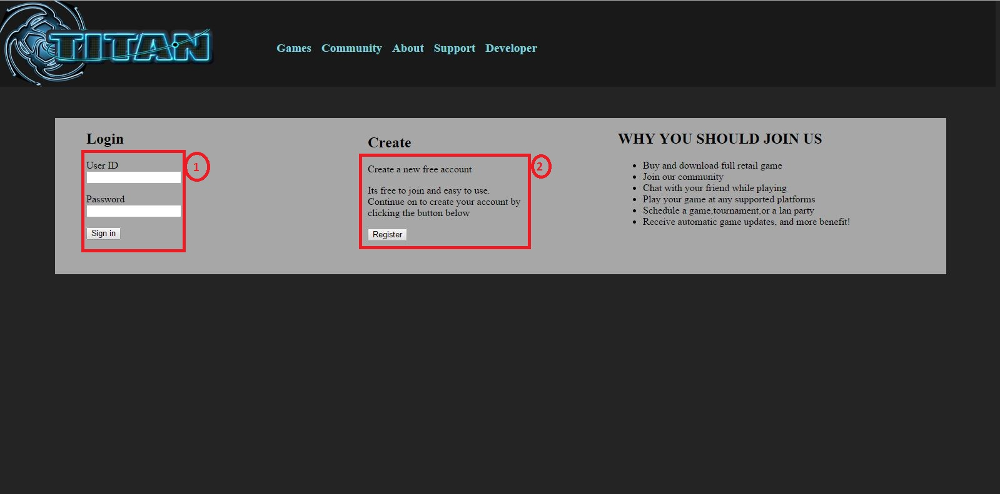 TITAN
Games Community About Support Developer
Login
User ID
Password
Sign in
1
Create
Create a new free account
Its free to join and easy to use.
Continue on to create your account by
clicking the button below
Register
2
WHY YOU SHOULD JOIN US
Buy and download full retail game
Join our community
Chat with your friend while playing
Play your game at any supported platforms
Schedule a game,tournament,or a lan party
Receive automatic game updates, and more benefit!